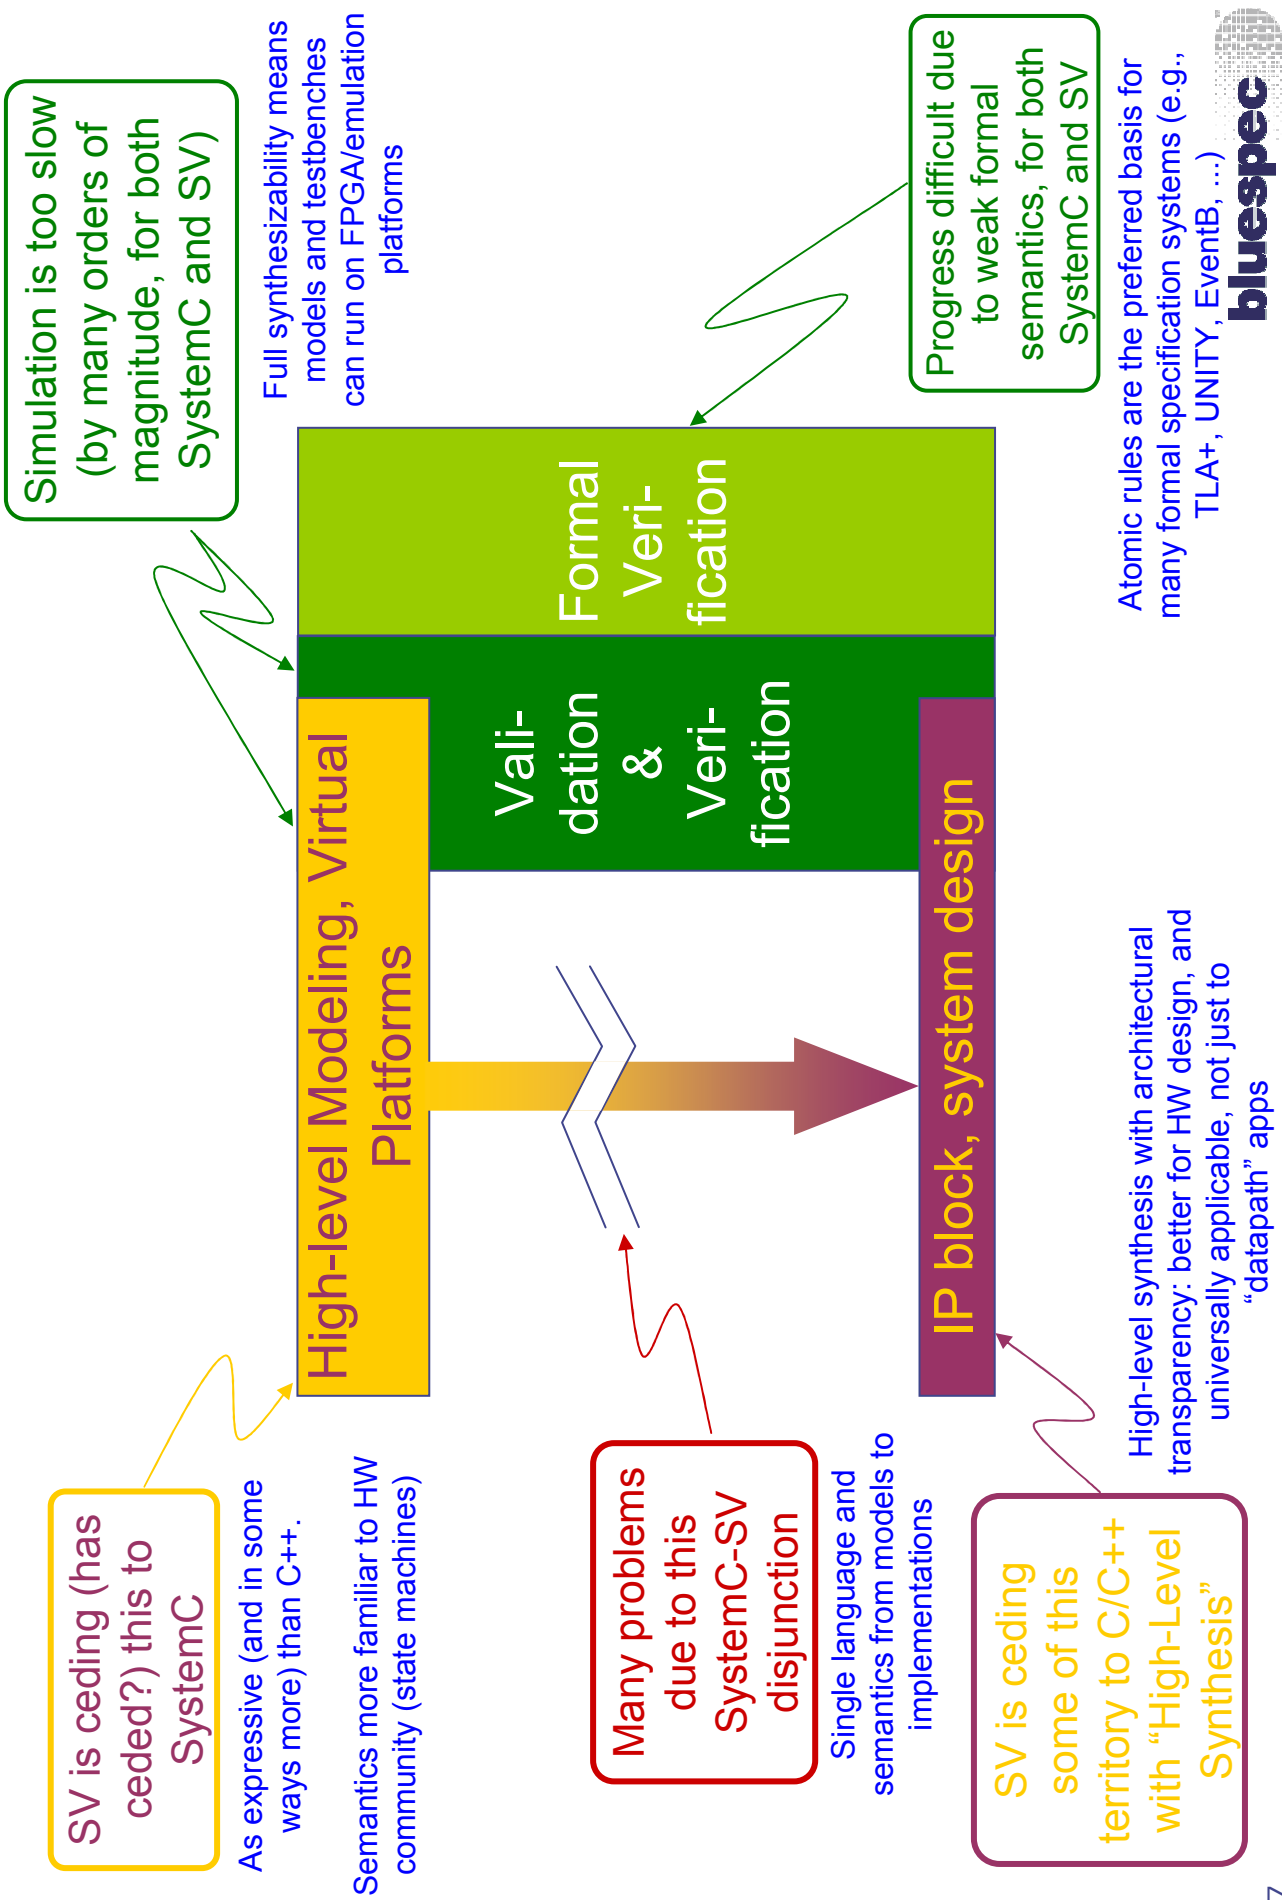 SV is ceding (has
ceded?) this to
SystemC
As expressive (and in some
ways more) than C++.
Semantics more familiar to HW
community (state machines)
Simulation is too slow
(by many orders of
magnitude, for both
SystemC and SV)
Full synthesizability means
models and testbenches
can run on FPGA/emulation
platforms
High-level Modeling, Virtual
Platforms
Vali-
dation
&
Veri-
fication
Formal
Veri-
fication
Many problems
due to this
SystemC-SV
disjunction
Single language and
semantics from models to
implementations
IP block, system design
Progress difficult due
to weak formal
semantics, for both
SystemC and SV
Atomic rules are the preferred basis for
many formal specification systems (e.g.,
TLA+, UNITY, EventB, ...)
SV is ceding
some of this
territory to C/C++
with “High-Level
Synthesis”
High-level synthesis with architectural
transparency: better for HW design, and
universally applicable, not just to
“datapath” apps
7
bluespec